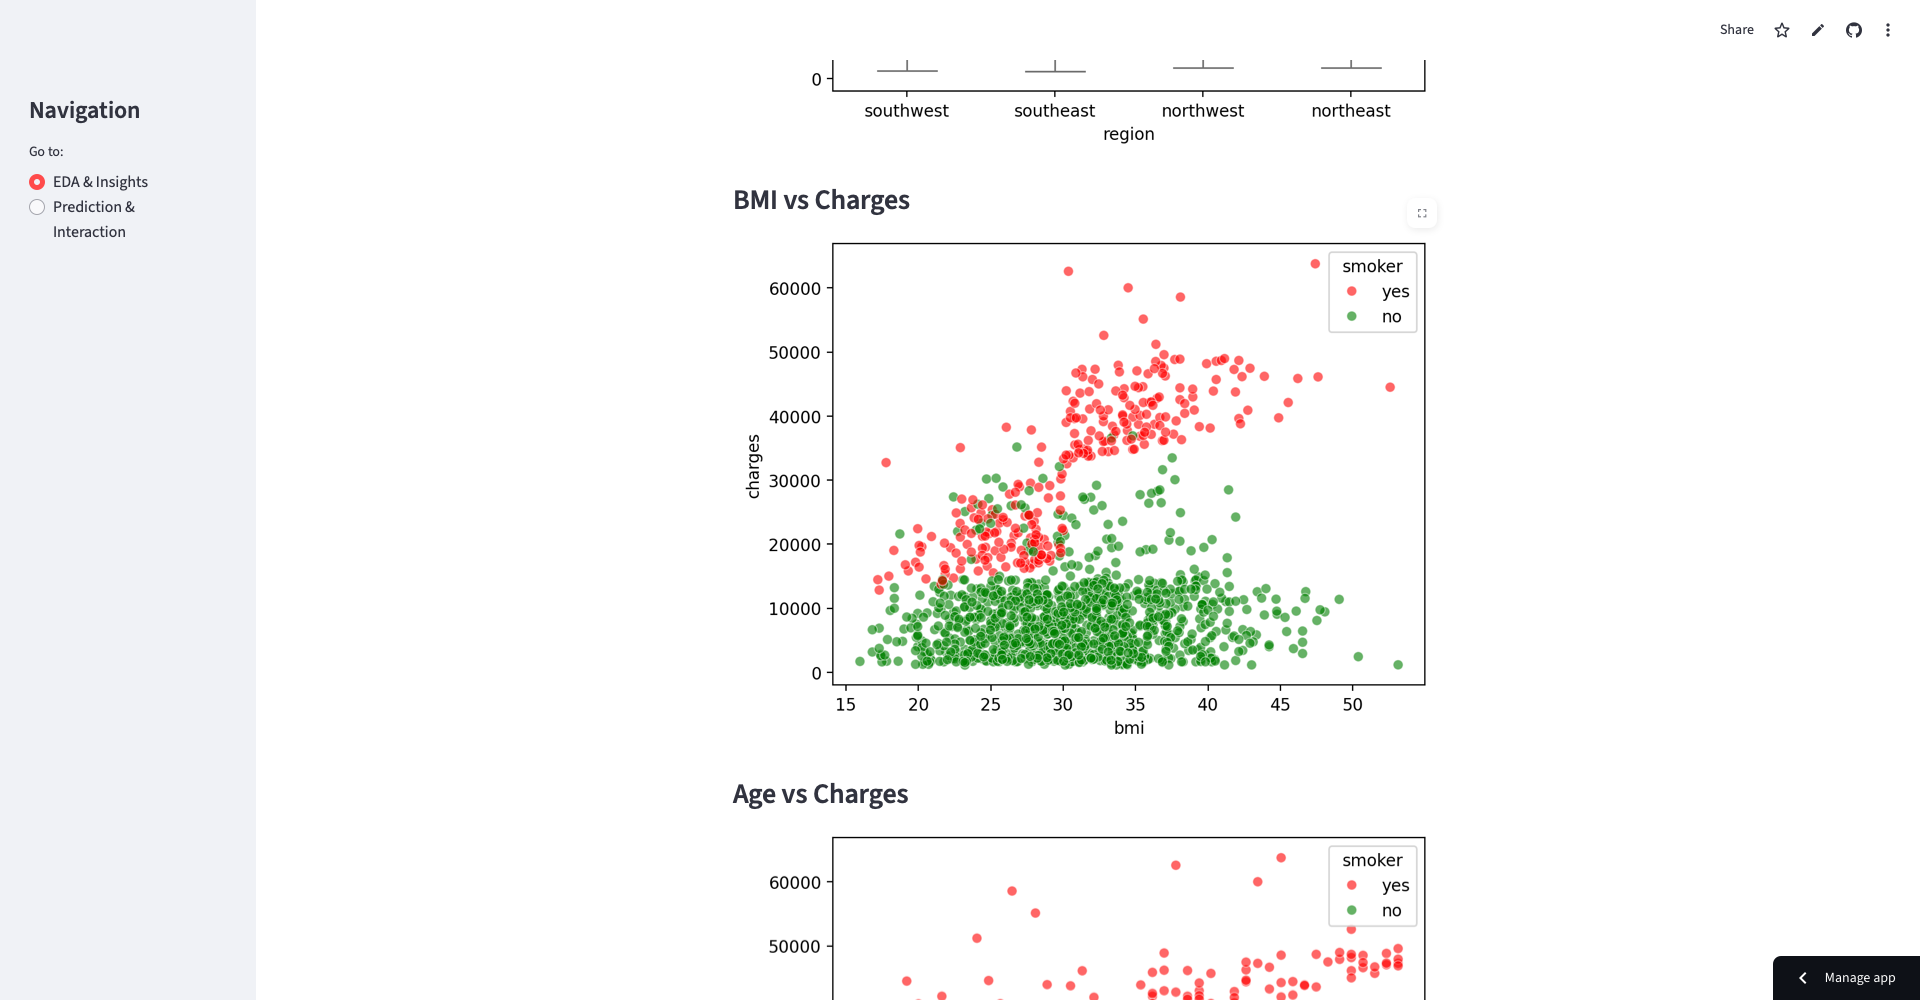 Share
Navigation
Go to:
EDA & Insights
Prediction &
Interaction
0
southwest southeast northwest northeast
region
BMI vs Charges
smoker
yes
no
60000
50000
40000
30000
20000
10000
0
charges
15 20 25 30 35 40 45 50
bmi
Age vs Charges
smoker
yes
no
60000
50000
Manage app